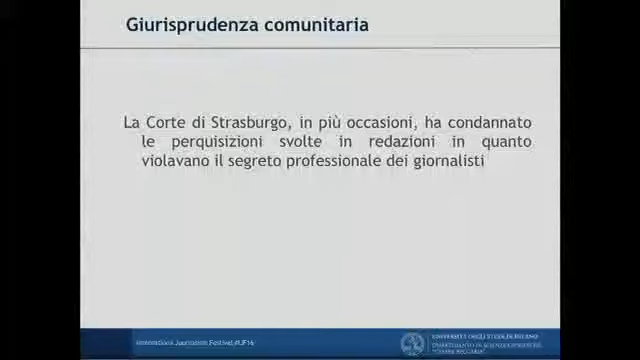 Giurisprudenza comunitaria
La Corte di Strasburgo, in più occasioni, ha condannato
le perquisizioni svolte in redazioni in quanto
violavano il segreto professionale dei giornalisti
International Journalism Festival #IJF16
UNIVERSITÀ DEGLI STUDI DI MILANO